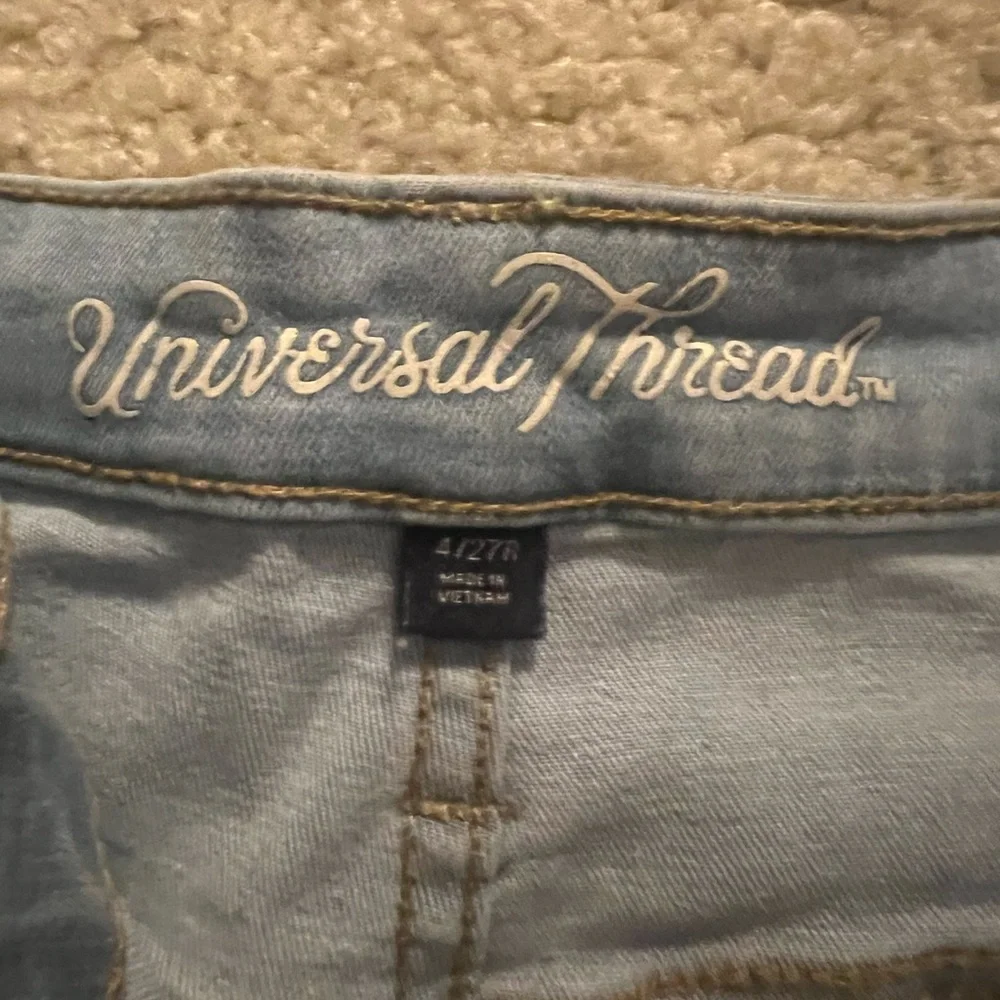 Universal Thread™
4/27R
MADE IN
VIETNAM